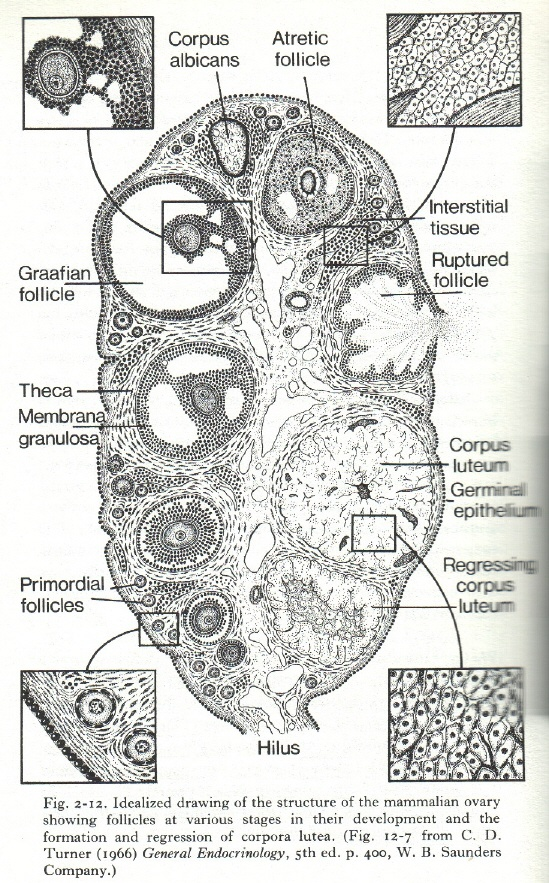 Corpus
albicans
Atretic
follicle
Interstitial
tissue
Ruptured
follicle
Graafian
follicle
Theca
Membrana
granulosa
Corpus
luteum
Germinal
epithelium
Regressing
corpus
luteum
Primordial
follicles
Hilus
Fig. 2-12. Idealized drawing of the structure of the mammalian ovary
showing follicles at various stages in their development and the
formation and regression of corpora lutea. (Fig. 12-7 from C. D.
Turner (1966) General Endocrinology, 5th ed. p. 400, W. B. Saunders
Company.)